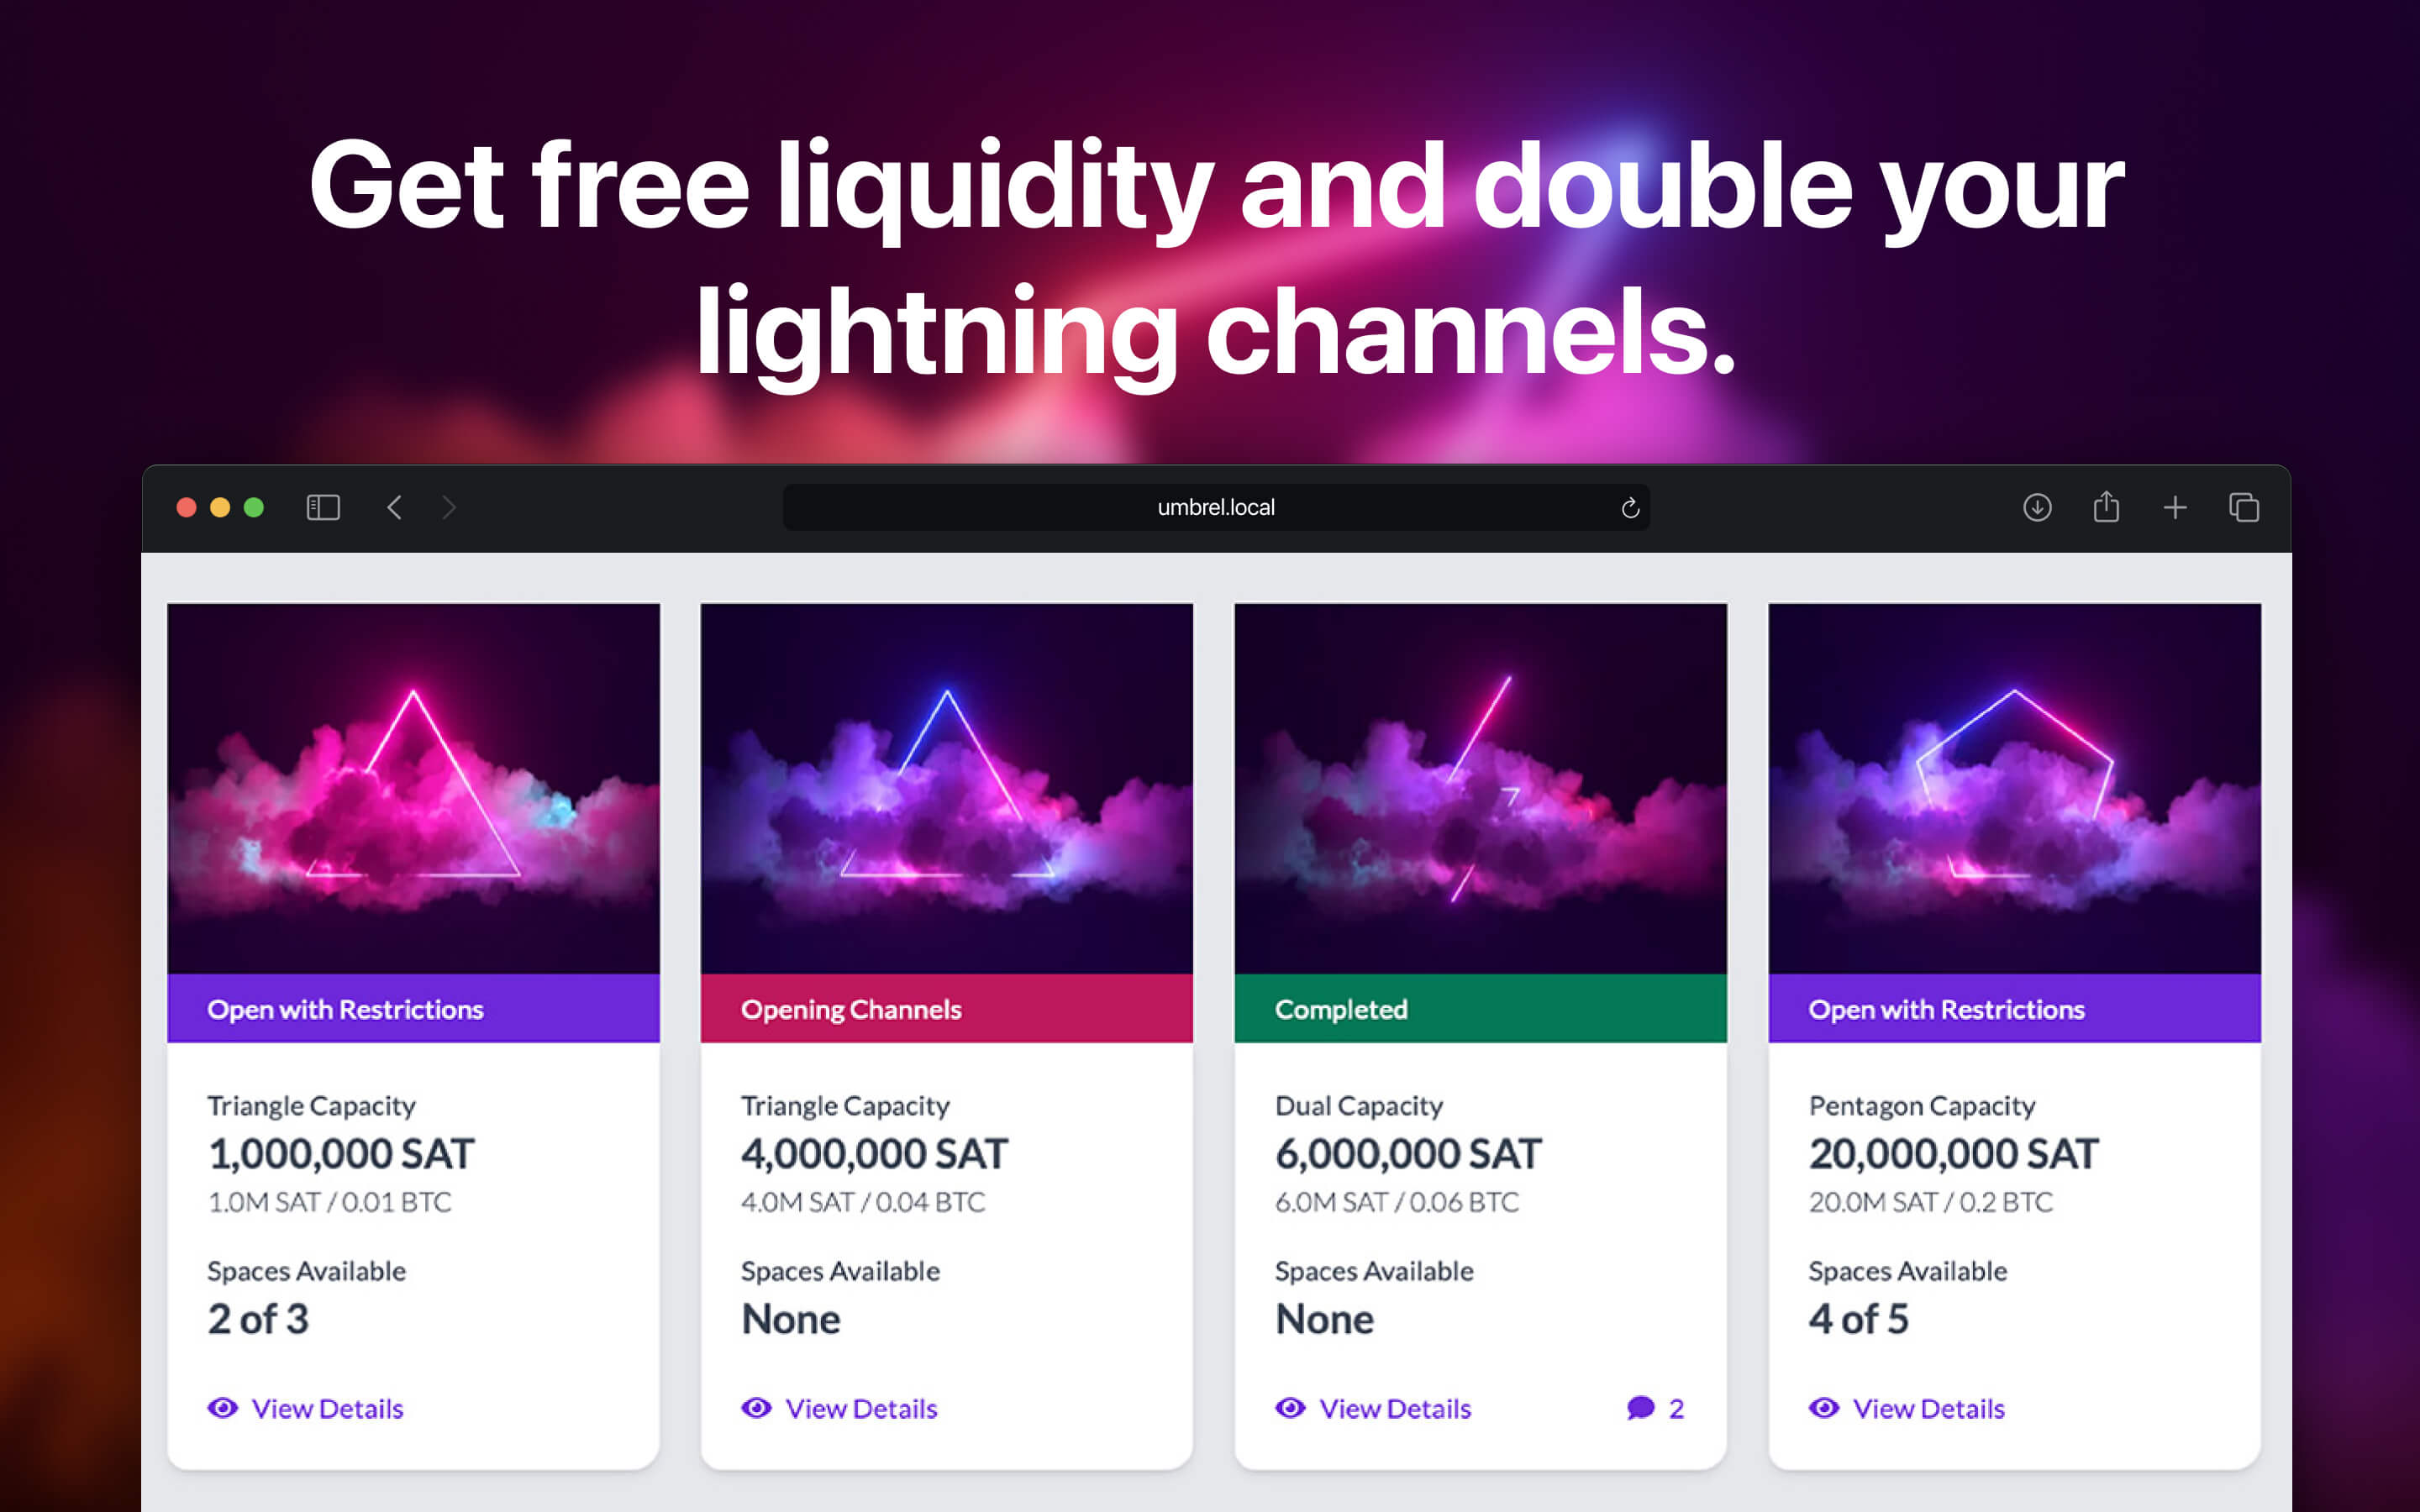 Get free liquidity and double your
lightning channels.
umbrel.local
Open with Restrictions
Triangle Capacity
1,000,000 SAT
1.0M SAT / 0.01 BTC
Spaces Available
2 of 3
View Details
Opening Channels
Triangle Capacity
4,000,000 SAT
4.0M SAT / 0.04 BTC
Spaces Available
None
View Details
Completed
Dual Capacity
6,000,000 SAT
6.0M SAT / 0.06 BTC
Spaces Available
None
View Details 2
Open with Restrictions
Pentagon Capacity
20,000,000 SAT
20.0M SAT / 0.2 BTC
Spaces Available
4 of 5
View Details